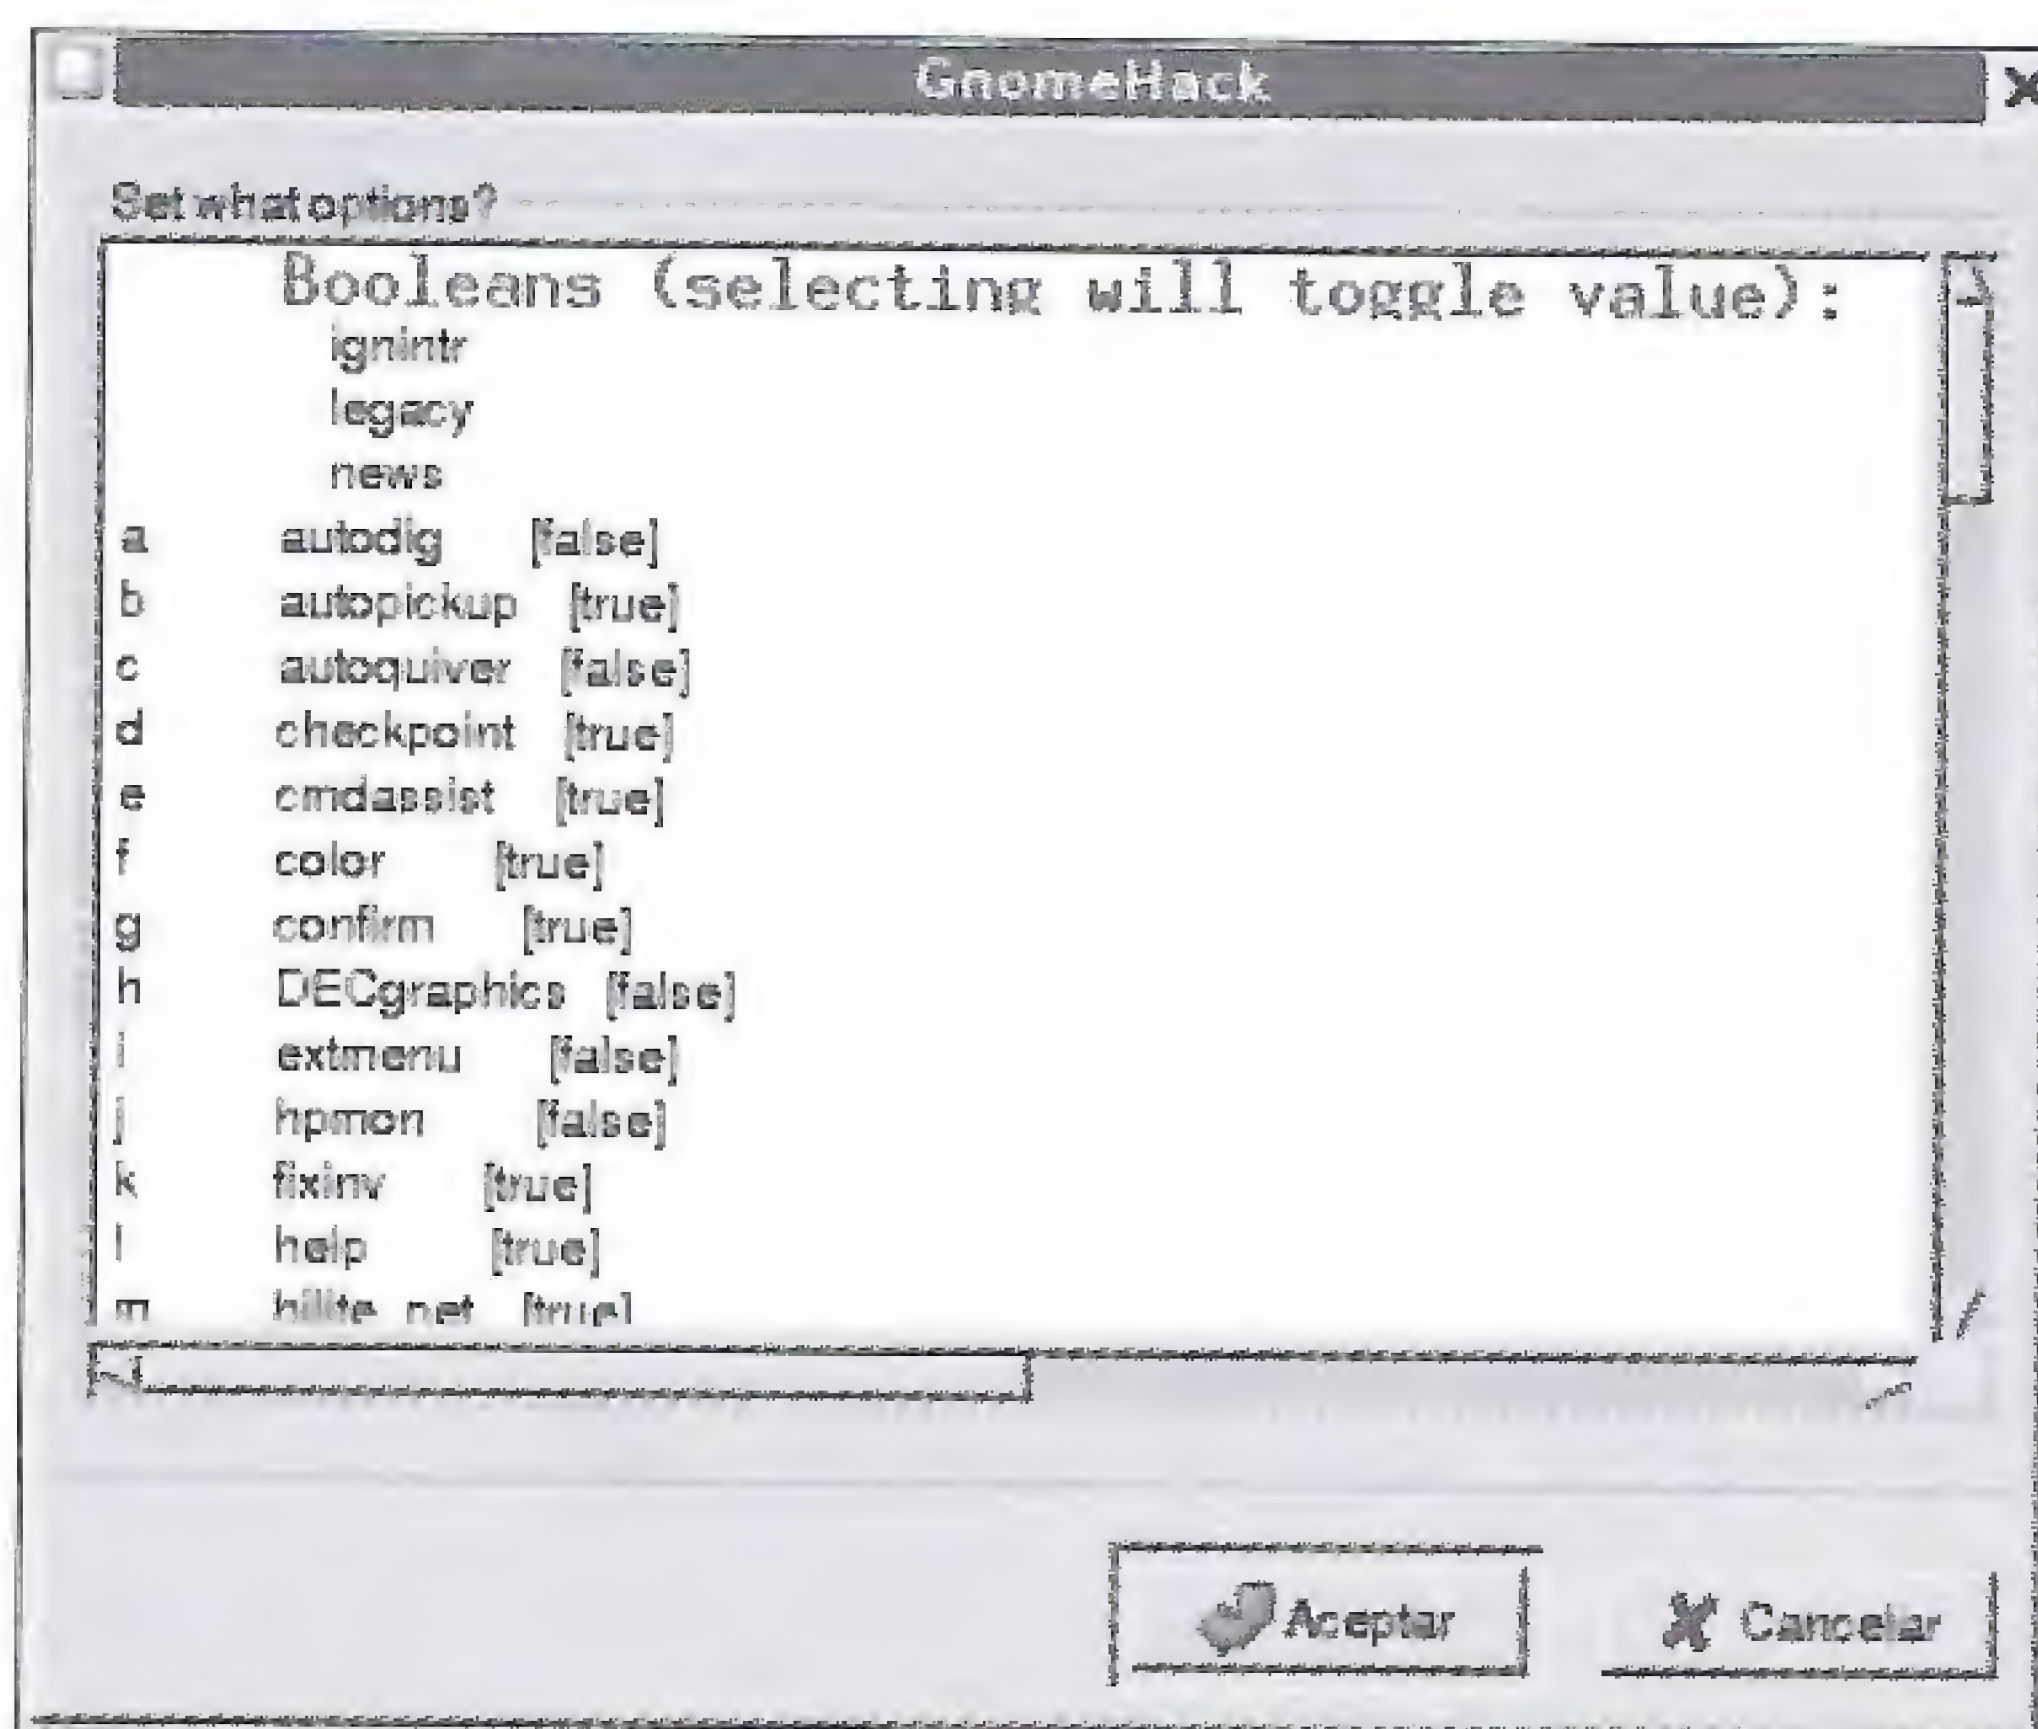 GnomeHack
Set what options?
Booleans (selecting will toggle value):
ignintr
legacy
news
a autodig [false]
b autopickup [true]
c autoquiver [false]
d checkpoint [true]
e cmdassist [true]
f color [true]
g confirm [true]
h DECgraphics [false]
i extmenu [false]
j hpmon [false]
k fixinv [true]
l help [true]
m hilite_pet [true]
Aceptar Cancelar